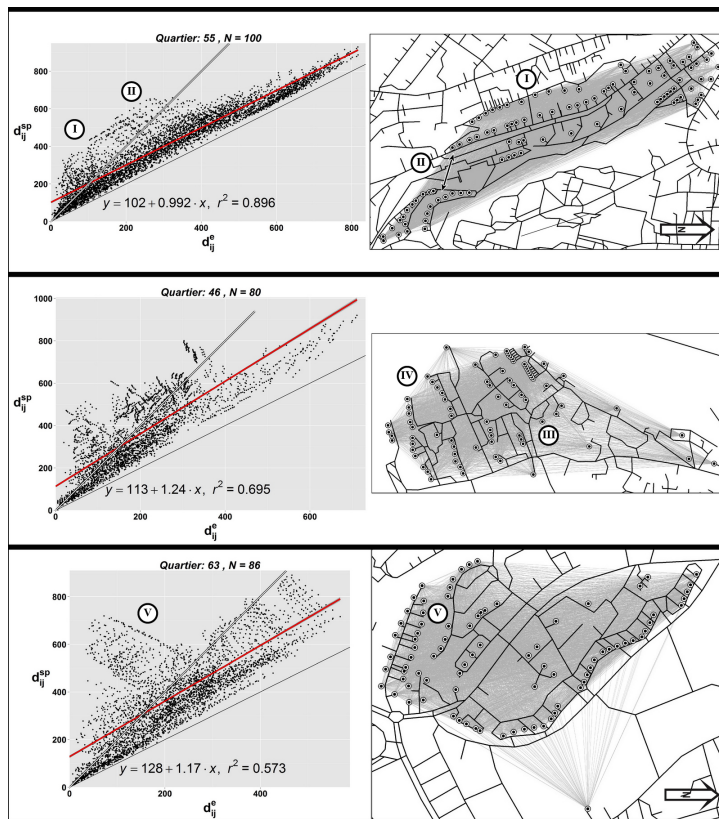 Quartier: 55 , N = 100
800
600
400
200
0
d_ij^sp
I
II
y = 102 + 0.992 · x, r² = 0.896
0 200 400 600 800
d_ij^e
I
II
N
Quartier: 46 , N = 80
1000
800
600
400
200
0
d_ij^sp
y = 113 + 1.24 · x, r² = 0.695
0 200 400 600
d_ij^e
IV
III
Quartier: 63 , N = 86
800
600
400
200
0
d_ij^sp
V
y = 128 + 1.17 · x, r² = 0.573
0 200 400
d_ij^e
V
N